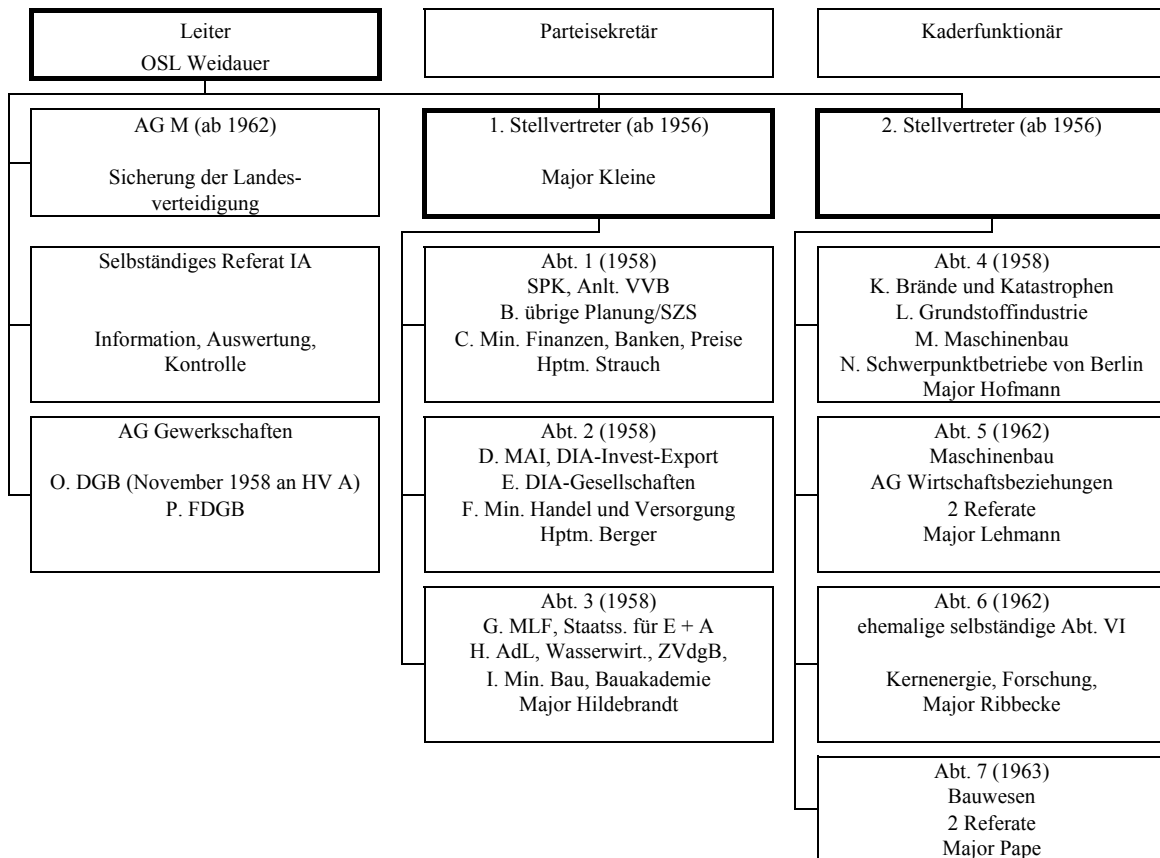 Leiter
OSL Weidauer
Parteisekretär
Kaderfunktionär
AG M (ab 1962)
Sicherung der Landes-
verteidigung
1. Stellvertreter (ab 1956)
Major Kleine
2. Stellvertreter (ab 1956)
Selbständiges Referat IA
Information, Auswertung,
Kontrolle
Abt. 1 (1958)
SPK, Anlt. VVB
B. übrige Planung/SZS
C. Min. Finanzen, Banken, Preise
Hptm. Strauch
Abt. 4 (1958)
K. Brände und Katastrophen
L. Grundstoffindustrie
M. Maschinenbau
N. Schwerpunktbetriebe von Berlin
Major Hofmann
AG Gewerkschaften
O. DGB (November 1958 an HV A)
P. FDGB
Abt. 2 (1958)
D. MAI, DIA-Invest-Export
E. DIA-Gesellschaften
F. Min. Handel und Versorgung
Hptm. Berger
Abt. 5 (1962)
Maschinenbau
AG Wirtschaftsbeziehungen
2 Referate
Major Lehmann
Abt. 3 (1958)
G. MLF, Staatss. für E + A
H. AdL, Wasserwirt., ZVdgB,
I. Min. Bau, Bauakademie
Major Hildebrandt
Abt. 6 (1962)
ehemalige selbständige Abt. VI
Kernenergie, Forschung,
Major Ribbecke
Abt. 7 (1963)
Bauwesen
2 Referate
Major Pape